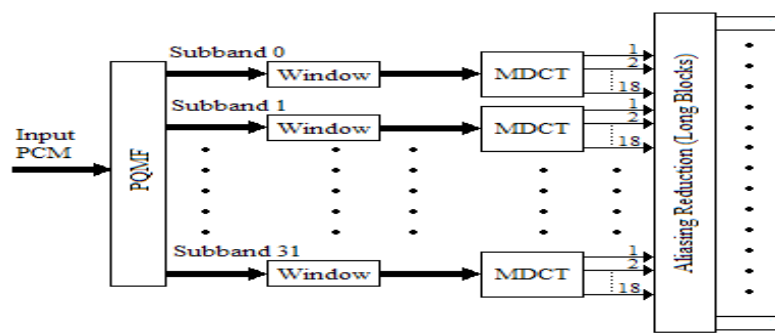 Input
PCM
PQMF
Subband 0
Window
MDCT
1
2
18
Subband 1
Window
MDCT
1
2
18
Subband 31
Window
MDCT
1
2
18
Aliasing Reduction (Long Blocks)